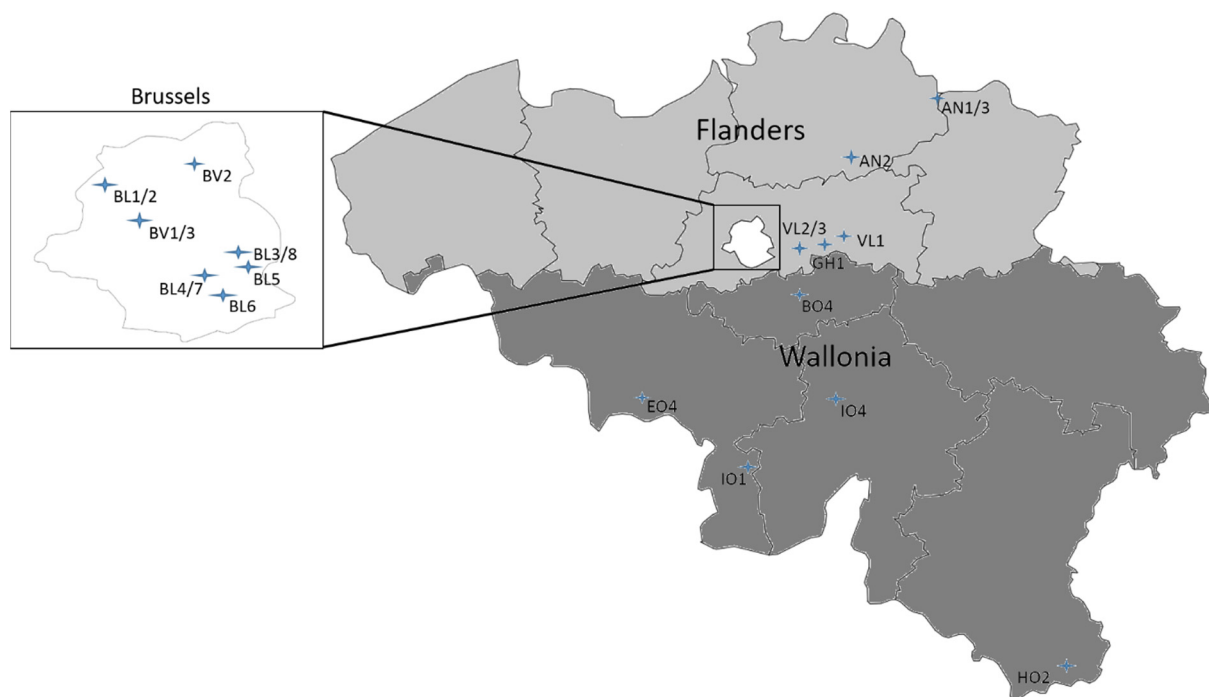 Brussels
BV2
BL1/2
BV1/3
BL3/8
BL5
BL4/7
BL6
Flanders
AN1/3
AN2
VL2/3
VL1
GH1
BO4
Wallonia
EO4
IO4
IO1
HO2